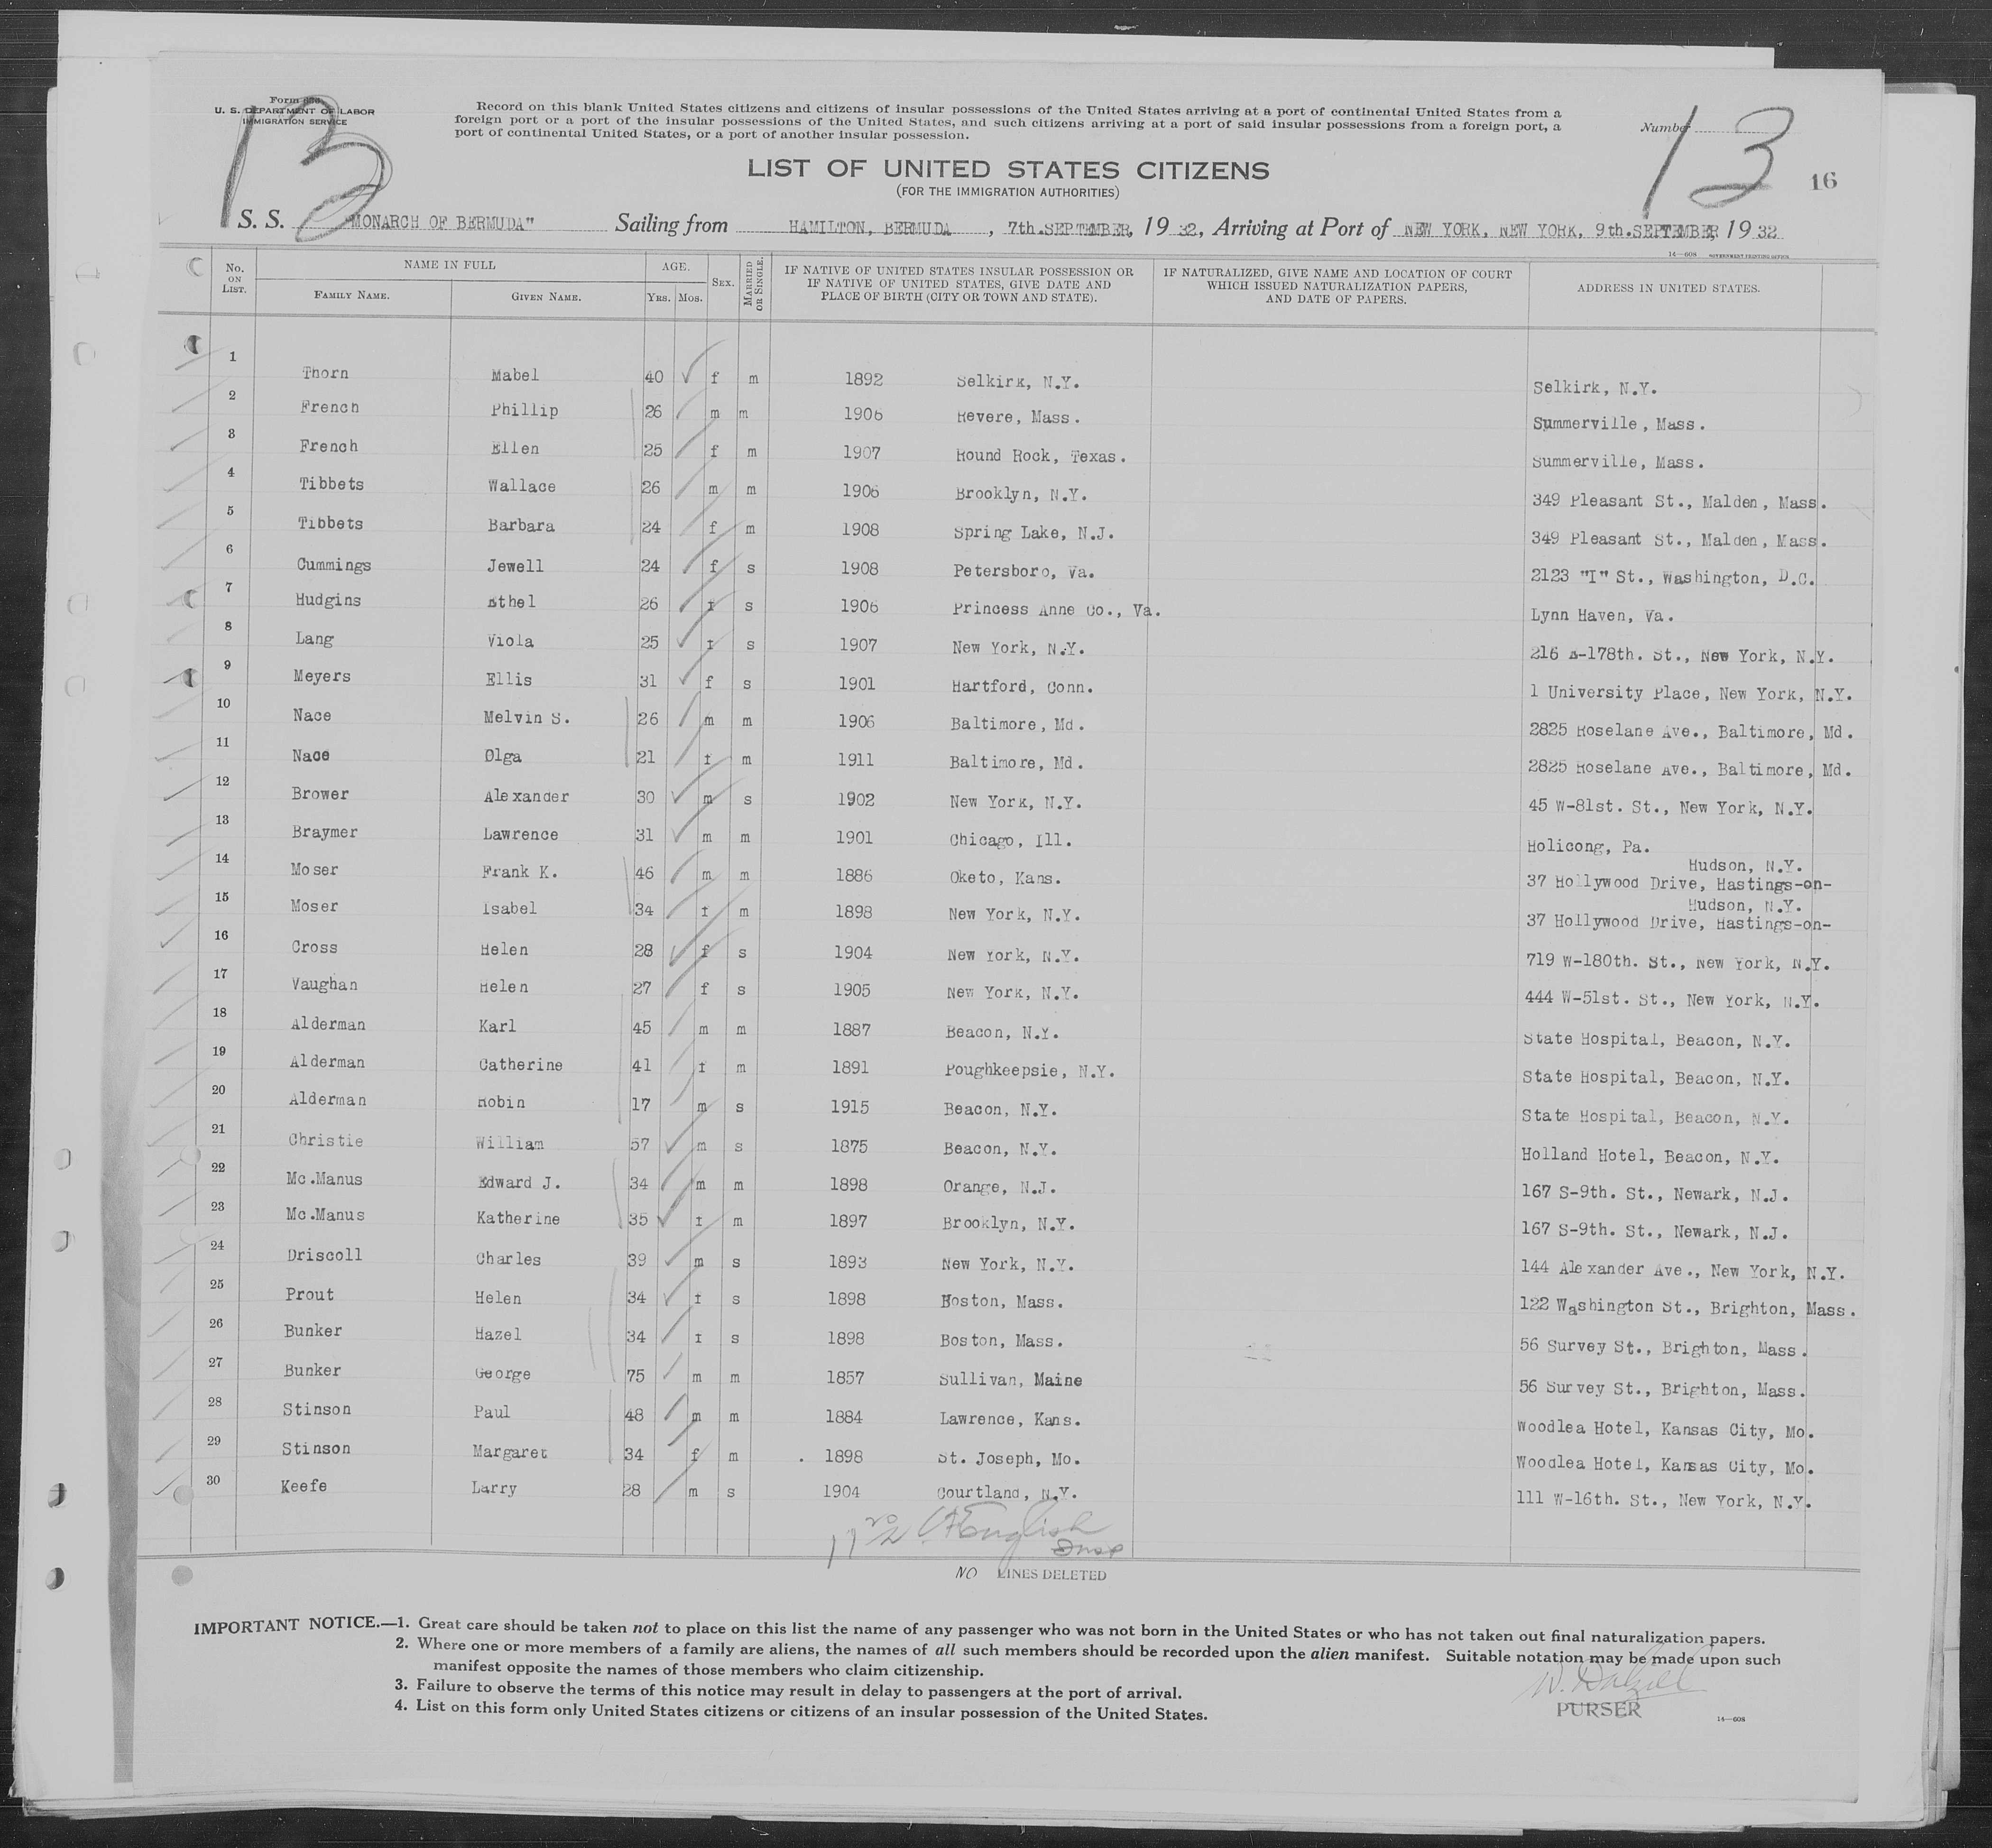 Form 630
U. S. DEPARTMENT OF LABOR
IMMIGRATION SERVICE
13
Record on this blank United States citizens and citizens of insular possessions of the United States arriving at a port of continental United States from a
foreign port or a port of the insular possessions of the United States, and such citizens arriving at a port of said insular possessions from a foreign port, a
port of continental United States, or a port of another insular possession.
Number 13
16
LIST OF UNITED STATES CITIZENS
(FOR THE IMMIGRATION AUTHORITIES)
S. S. "MONARCH OF BERMUDA" Sailing from HAMILTON, BERMUDA, 7th.SEPTEMBER, 19 32, Arriving at Port of NEW YORK, NEW YORK, 9th.SEPTEMBER 19 32
14—608 GOVERNMENT PRINTING OFFICE
No. ON LIST. NAME IN FULL FAMILY NAME. GIVEN NAME. AGE. YRS. MOS. SEX. MARRIED OR SINGLE. IF NATIVE OF UNITED STATES INSULAR POSSESSION OR IF NATIVE OF UNITED STATES, GIVE DATE AND PLACE OF BIRTH (CITY OR TOWN AND STATE). IF NATURALIZED, GIVE NAME AND LOCATION OF COURT WHICH ISSUED NATURALIZATION PAPERS, AND DATE OF PAPERS. ADDRESS IN UNITED STATES.
1 Thorn Mabel 40 f m 1892 Selkirk, N.Y. Selkirk, N.Y.
2 French Phillip 26 m m 1906 Revere, Mass. Summerville, Mass.
3 French Ellen 25 f m 1907 Round Rock, Texas. Summerville, Mass.
4 Tibbets Wallace 26 m m 1906 Brooklyn, N.Y. 349 Pleasant St., Malden, Mass.
5 Tibbets Barbara 24 f m 1908 Spring Lake, N.J. 349 Pleasant St., Malden, Mass.
6 Cummings Jewell 24 f s 1908 Petersboro, Va. 2123 "I" St., Washington, D.C.
7 Hudgins Ethel 26 f s 1906 Princess Anne Co., Va. Lynn Haven, Va.
8 Lang Viola 25 f s 1907 New York, N.Y. 216 E-178th. St., New York, N.Y.
9 Meyers Ellis 31 f s 1901 Hartford, Conn. 1 University Place, New York, N.Y.
10 Nace Melvin S. 26 m m 1906 Baltimore, Md. 2825 Roselane Ave., Baltimore, Md.
11 Nace Olga 21 f m 1911 Baltimore, Md. 2825 Roselane Ave., Baltimore, Md.
12 Brower Alexander 30 m s 1902 New York, N.Y. 45 W-81st. St., New York, N.Y.
13 Braymer Lawrence 31 m m 1901 Chicago, Ill. Holicong, Pa.
14 Moser Frank K. 46 m m 1886 Oketo, Kans. 37 Hollywood Drive, Hastings-on-Hudson, N.Y.
15 Moser Isabel 34 f m 1898 New York, N.Y. 37 Hollywood Drive, Hastings-on-Hudson, N.Y.
16 Cross Helen 28 f s 1904 New York, N.Y. 719 W-180th. St., New York, N.Y.
17 Vaughan Helen 27 f s 1905 New York, N.Y. 444 W-51st. St., New York, N.Y.
18 Alderman Karl 45 m m 1887 Beacon, N.Y. State Hospital, Beacon, N.Y.
19 Alderman Catherine 41 f m 1891 Poughkeepsie, N.Y. State Hospital, Beacon, N.Y.
20 Alderman Robin 17 m s 1915 Beacon, N.Y. State Hospital, Beacon, N.Y.
21 Christie William 57 m s 1875 Beacon, N.Y. Holland Hotel, Beacon, N.Y.
22 Mc.Manus Edward J. 34 m m 1898 Orange, N.J. 167 S-9th. St., Newark, N.J.
23 Mc.Manus Katherine 35 f m 1897 Brooklyn, N.Y. 167 S-9th. St., Newark, N.J.
24 Driscoll Charles 39 m s 1893 New York, N.Y. 144 Alexander Ave., New York, N.Y.
25 Prout Helen 34 f s 1898 Boston, Mass. 122 Washington St., Brighton, Mass.
26 Bunker Hazel 34 f s 1898 Boston, Mass. 56 Survey St., Brighton, Mass.
27 Bunker George 75 m m 1857 Sullivan, Maine 56 Survey St., Brighton, Mass.
28 Stinson Paul 48 m m 1884 Lawrence, Kans. Woodlea Hotel, Kansas City, Mo.
29 Stinson Margaret 34 f m 1898 St. Joseph, Mo. Woodlea Hotel, Kansas City, Mo.
30 Keefe Larry 28 m s 1904 Courtland, N.Y. 111 W-16th. St., New York, N.Y.
English
Insp
NO LINES DELETED
IMPORTANT NOTICE.—1. Great care should be taken not to place on this list the name of any passenger who was not born in the United States or who has not taken out final naturalization papers.
2. Where one or more members of a family are aliens, the names of all such members should be recorded upon the alien manifest. Suitable notation may be made upon such
manifest opposite the names of those members who claim citizenship.
3. Failure to observe the terms of this notice may result in delay to passengers at the port of arrival.
4. List on this form only United States citizens or citizens of an insular possession of the United States.
PURSER
14—608